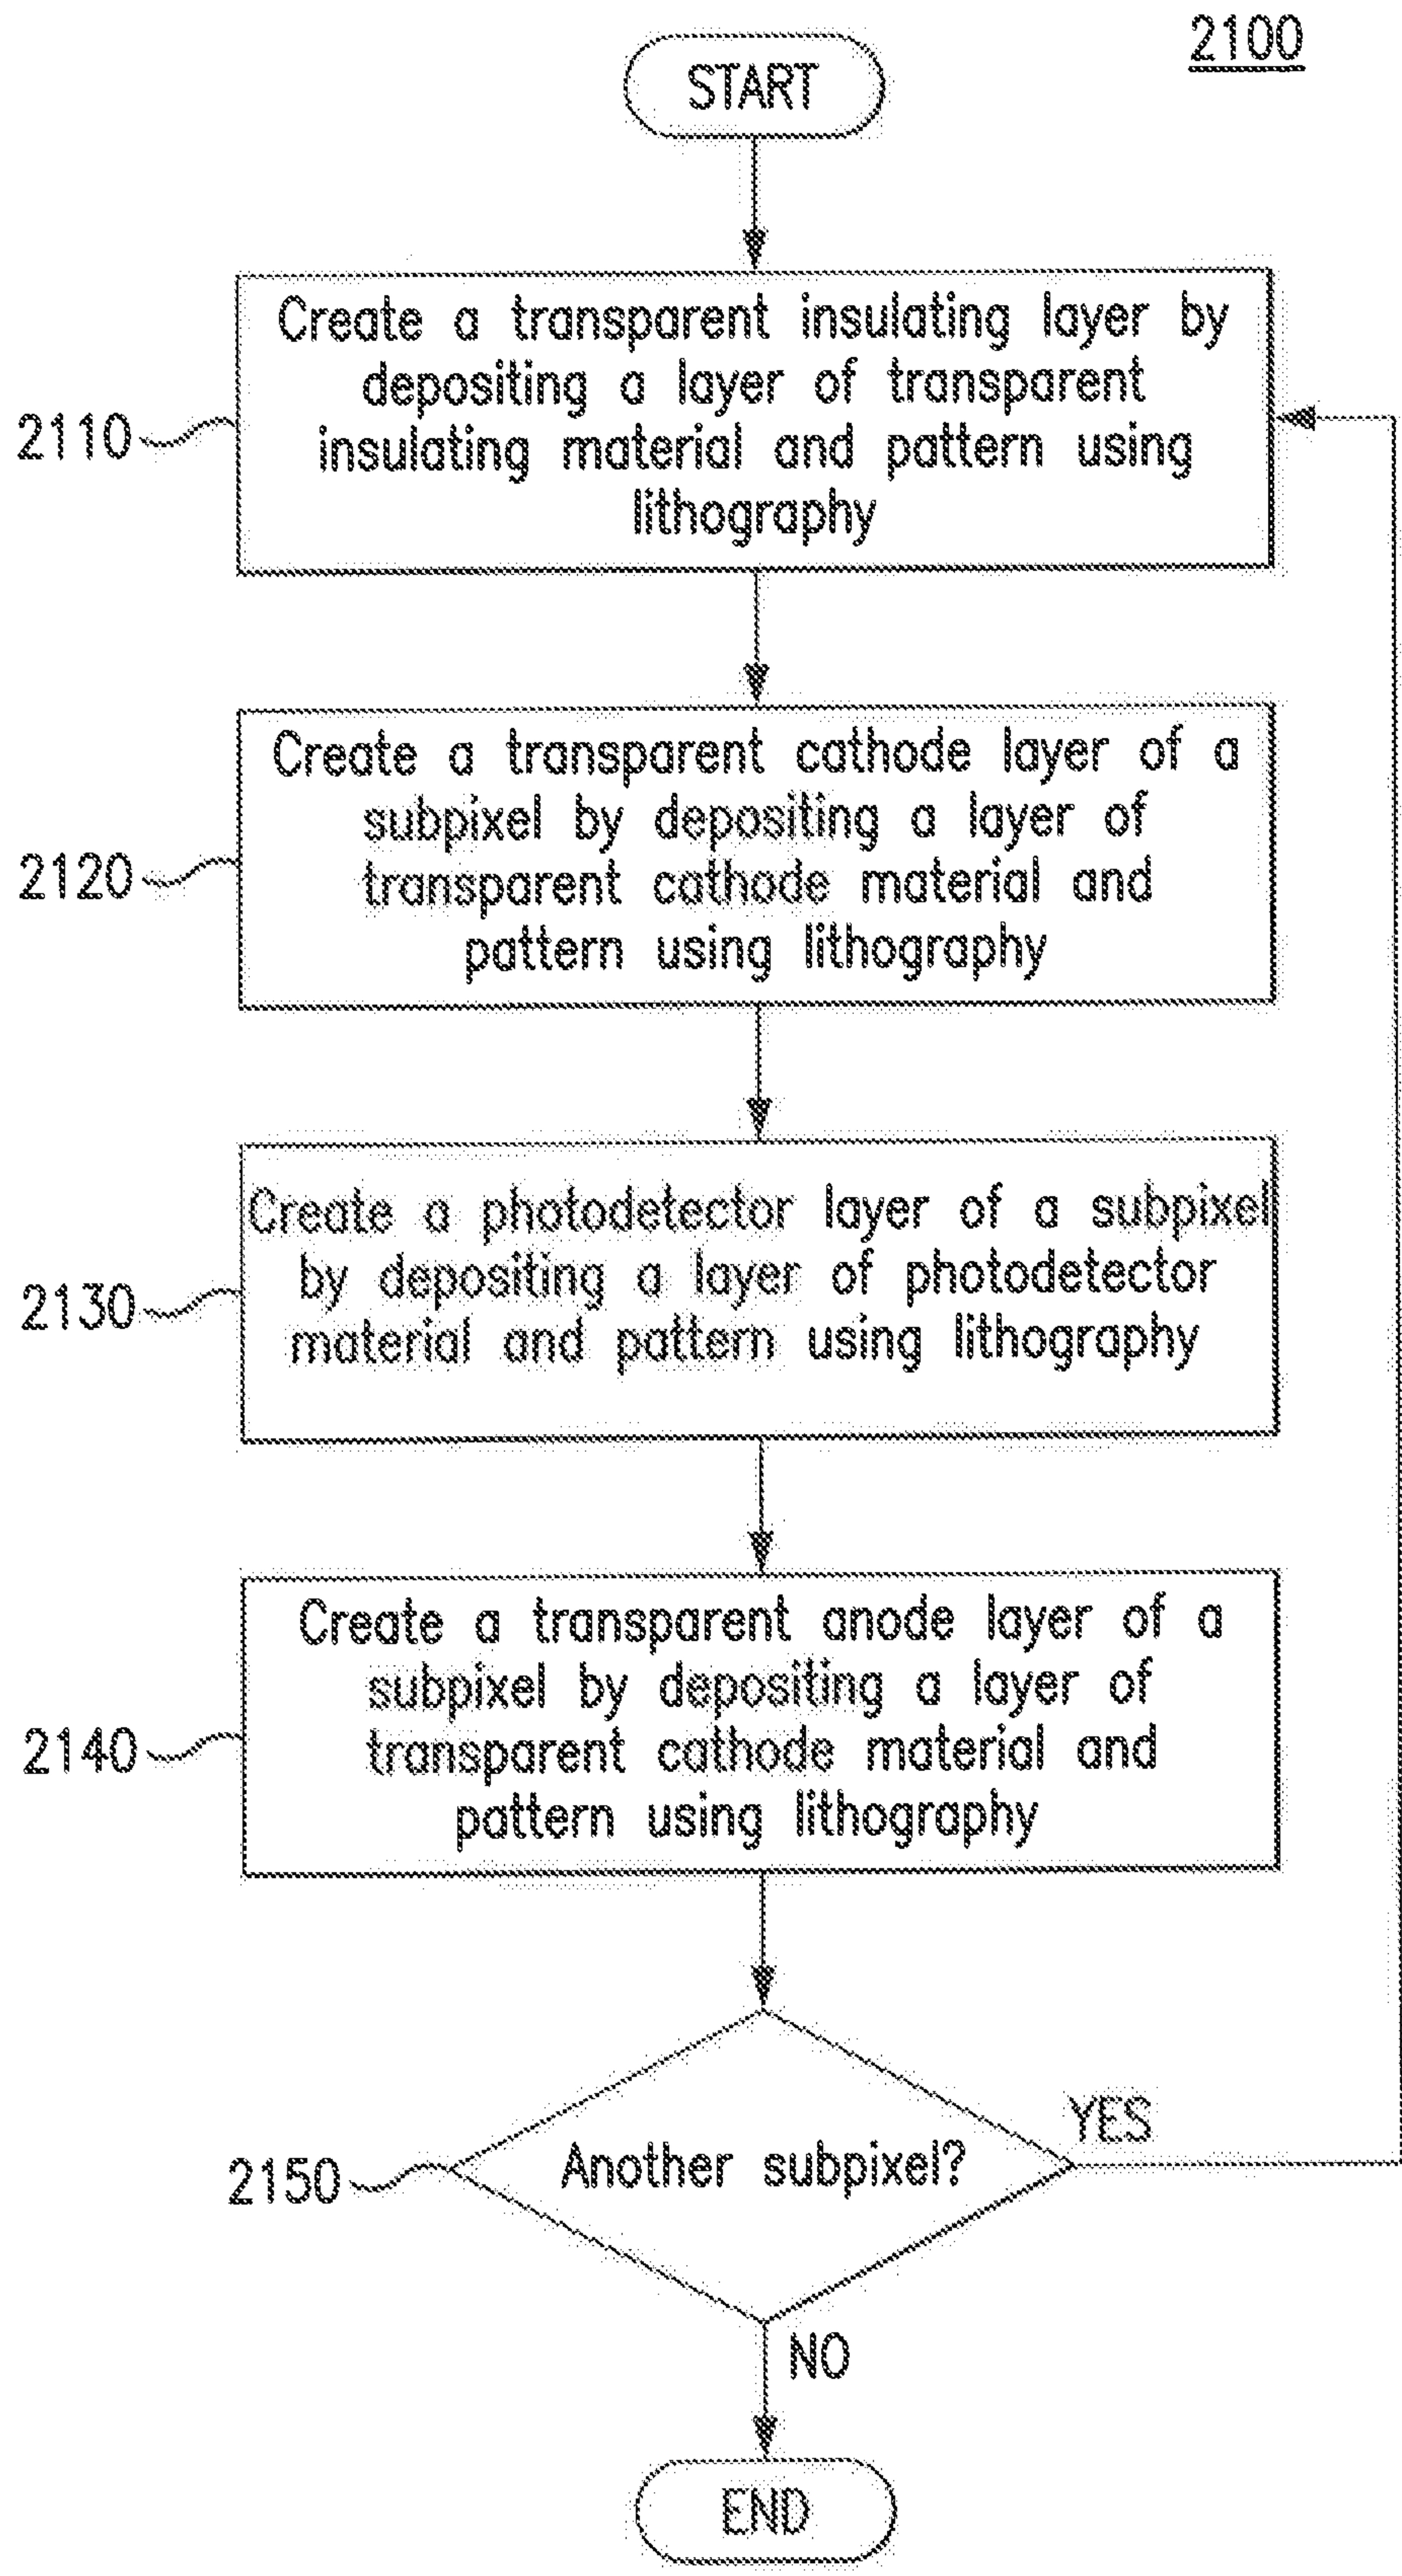 2100
START
Create a transparent insulating layer by
depositing a layer of transparent
insulating material and pattern using
lithography
2110
Create a transparent cathode layer of a
subpixel by depositing a layer of
transparent cathode material and
pattern using lithography
2120
Create a photodetector layer of a subpixel
by depositing a layer of photodetector
material and pattern using lithography
2130
Create a transparent anode layer of a
subpixel by depositing a layer of
transparent cathode material and
pattern using lithography
2140
Another subpixel?
2150
YES
NO
END